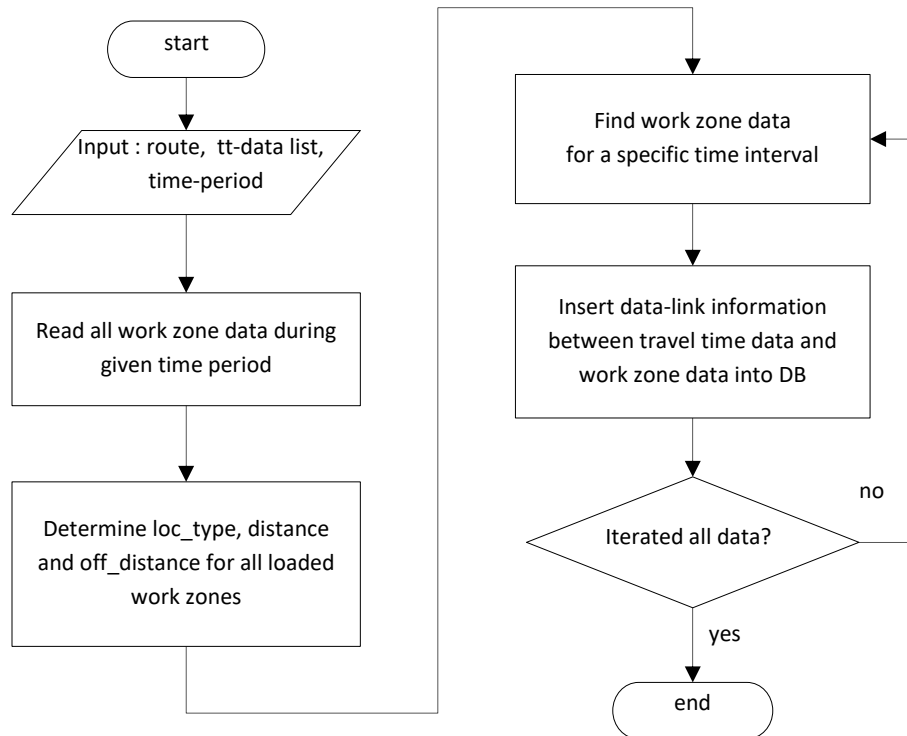 start
Input : route, tt-data list,
time-period
Read all work zone data during
given time period
Determine loc_type, distance
and off_distance for all loaded
work zones
Find work zone data
for a specific time interval
Insert data-link information
between travel time data and
work zone data into DB
Iterated all data?
no
yes
end